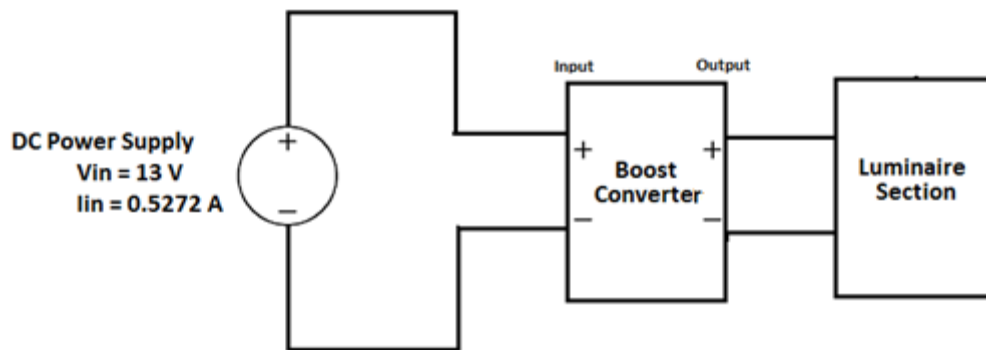 Input
Output
DC Power Supply
Vin = 13 V
Iin = 0.5272 A
+
−
+
−
Boost
Converter
+
−
Luminaire
Section